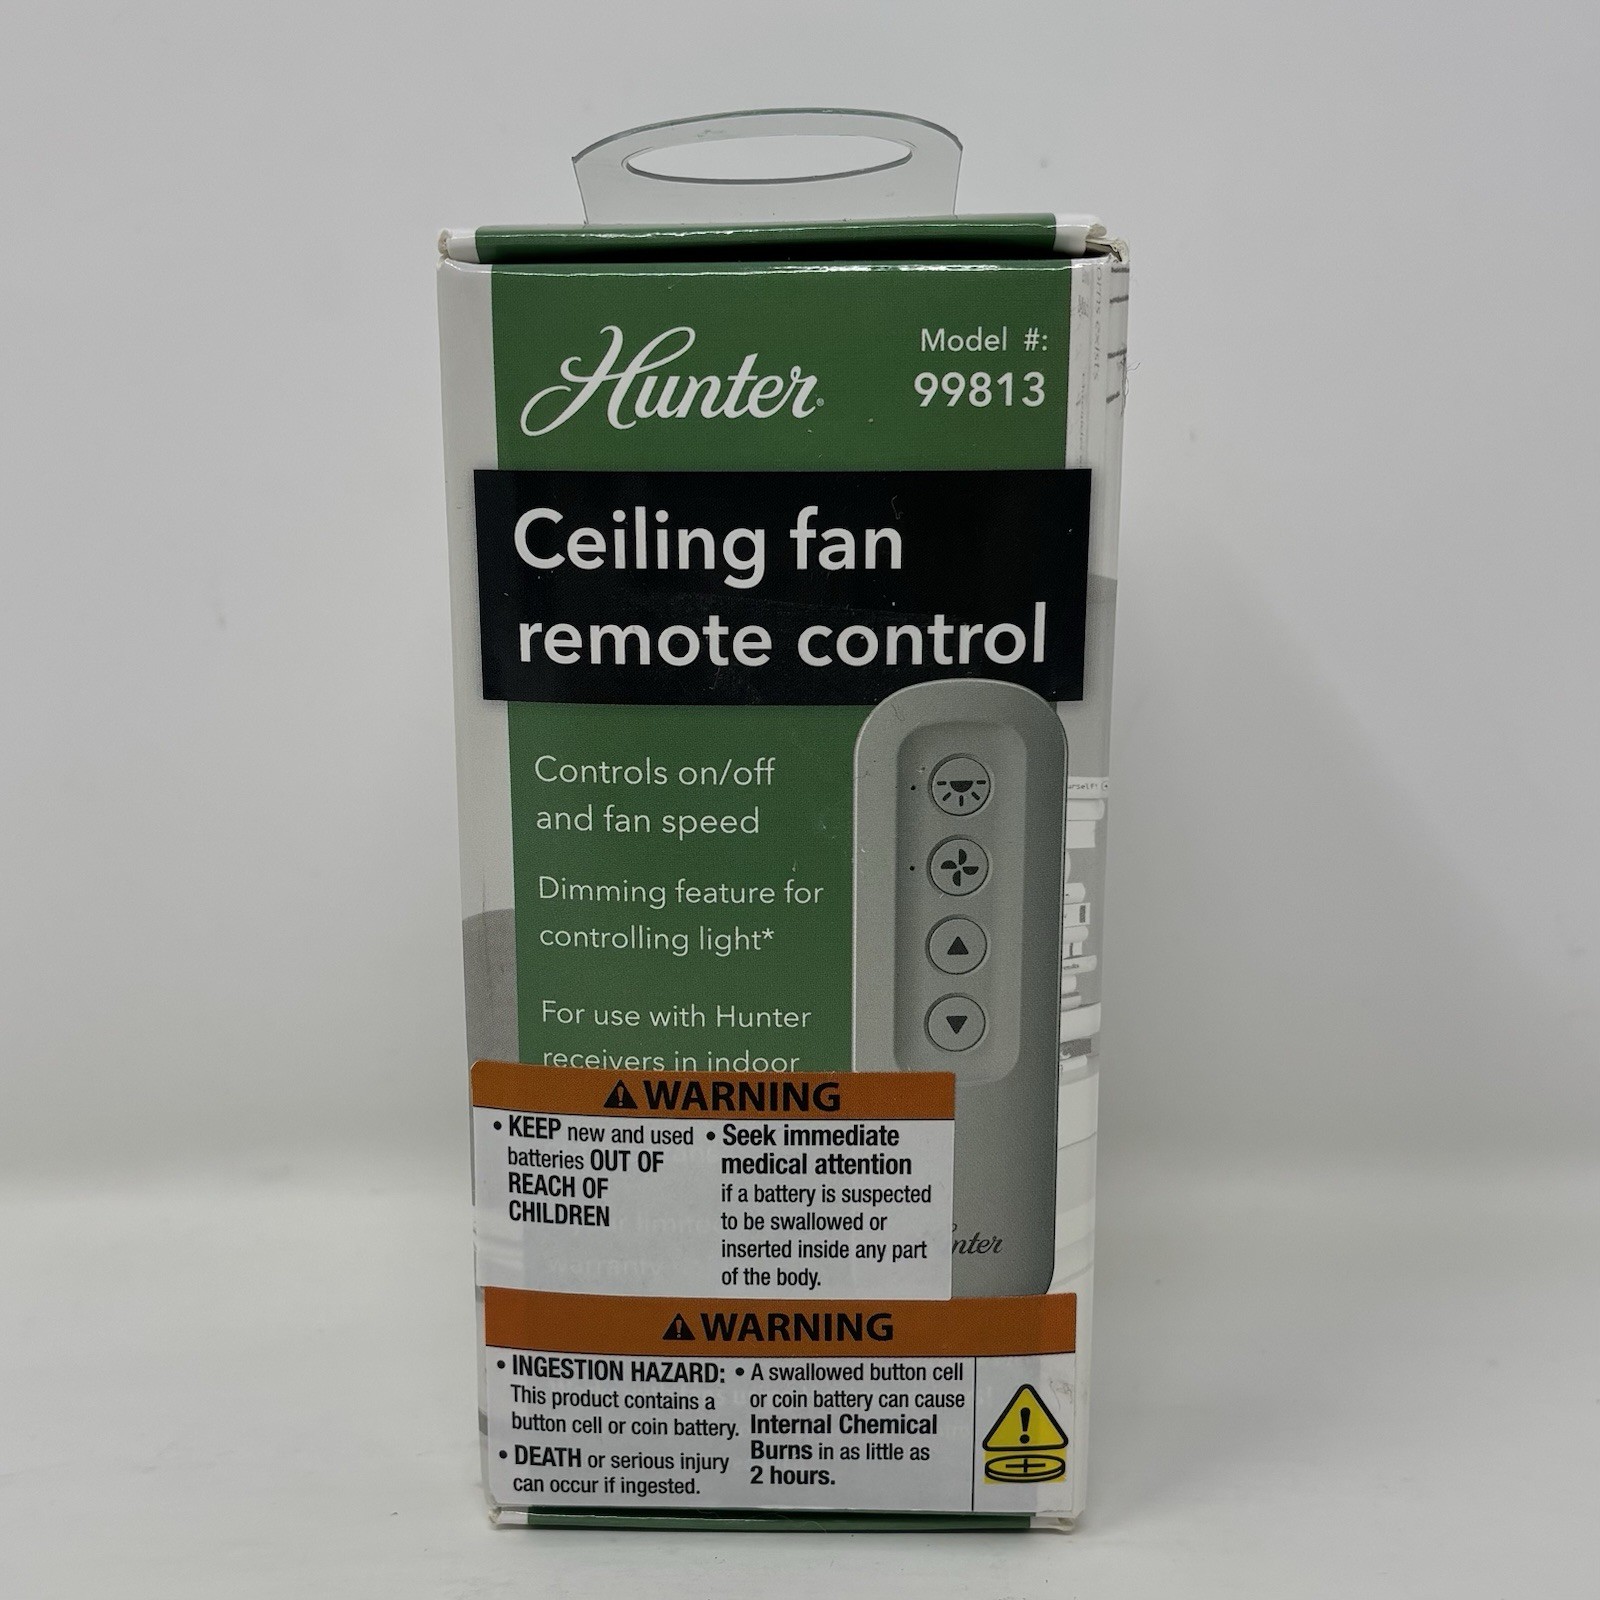 Hunter
Model #:
99813
Ceiling fan
remote control
Controls on/off
and fan speed
Dimming feature for
controlling light*
For use with Hunter
receivers in indoor
⚠WARNING
• KEEP new and used
batteries OUT OF
REACH OF
CHILDREN
• Seek immediate
medical attention
if a battery is suspected
to be swallowed or
inserted inside any part
of the body.
nter
⚠WARNING
• INGESTION HAZARD:
This product contains a
button cell or coin battery.
• DEATH or serious injury
can occur if ingested.
• A swallowed button cell
or coin battery can cause
Internal Chemical
Burns in as little as
2 hours.